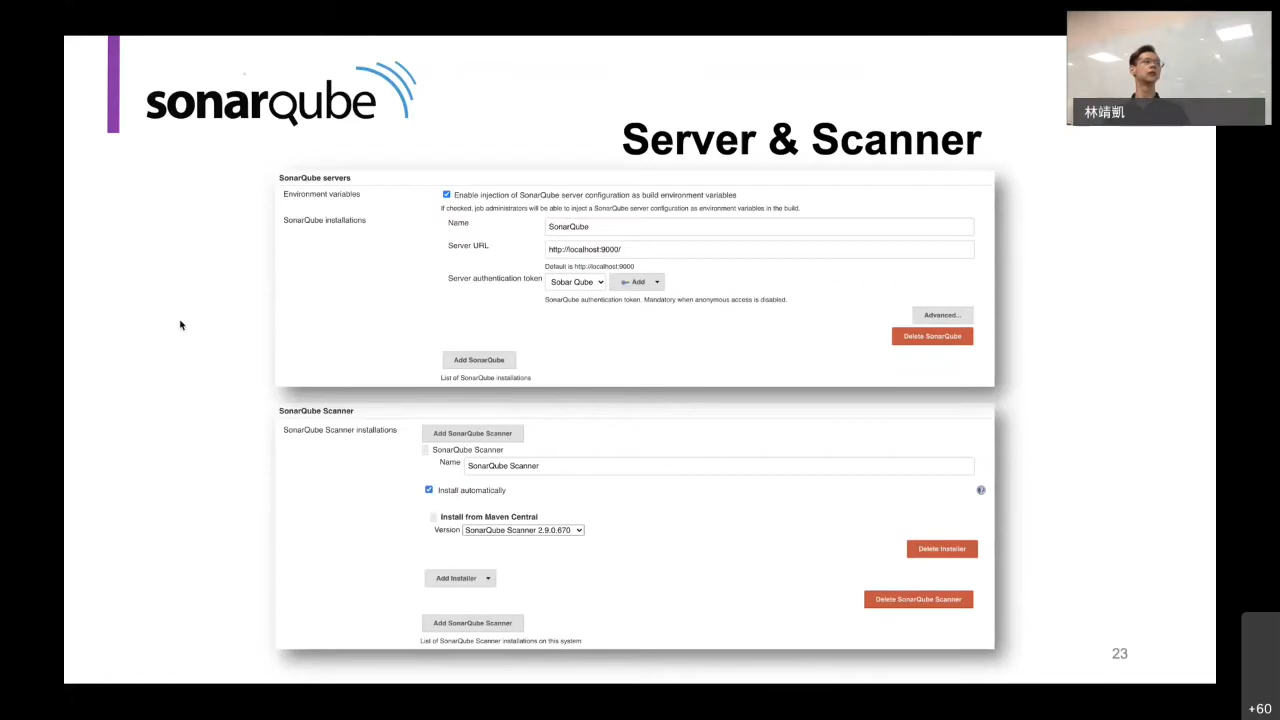 sonarqube
林靖凱
Server & Scanner
SonarQube servers
Environment variables
Enable injection of SonarQube server configuration as build environment variables
If checked, job administrators will be able to inject a SonarQube server configuration as environment variables in the build.
SonarQube installations
Name
SonarQube
Server URL
http://localhost:9000/
Default is http://localhost:9000
Server authentication token
Sobar Qube
Add
SonarQube authentication token. Mandatory when anonymous access is disabled.
Advanced...
Delete SonarQube
Add SonarQube
List of SonarQube installations
SonarQube Scanner
SonarQube Scanner installations
Add SonarQube Scanner
SonarQube Scanner
Name
SonarQube Scanner
Install automatically
Install from Maven Central
Version
SonarQube Scanner 2.9.0.670
Delete Installer
Add Installer
Delete SonarQube Scanner
Add SonarQube Scanner
List of SonarQube Scanner installations on this system
23
+60